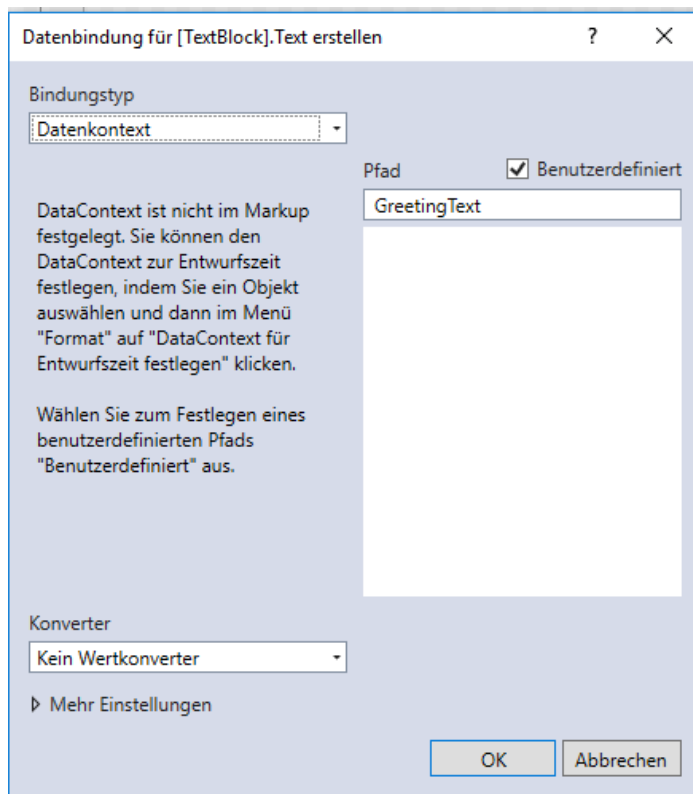 Datenbindung für [TextBlock].Text erstellen
?
Bindungstyp
Datenkontext
Pfad
Benutzerdefiniert
GreetingText
DataContext ist nicht im Markup
festgelegt. Sie können den
DataContext zur Entwurfszeit
festlegen, indem Sie ein Objekt
auswählen und dann im Menü
"Format" auf "DataContext für
Entwurfszeit festlegen" klicken.
Wählen Sie zum Festlegen eines
benutzerdefinierten Pfads
"Benutzerdefiniert" aus.
Konverter
Kein Wertkonverter
Mehr Einstellungen
OK
Abbrechen